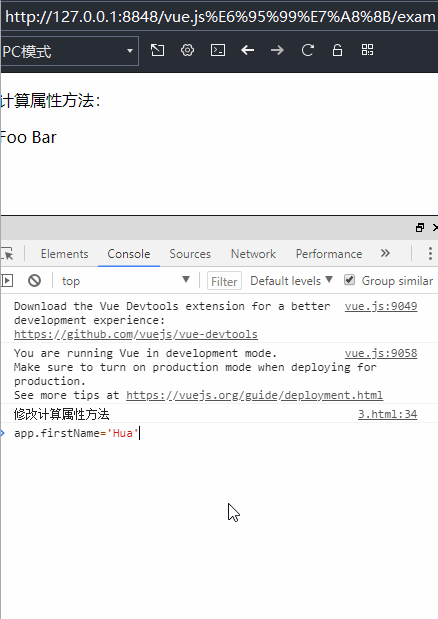 http://127.0.0.1:8848/vue.js%E6%95%99%E7%A8%8B/exam
PC模式
计算属性方法：
Foo Bar
Elements Console Sources Network Performance »
top Filter Default levels Group similar
Download the Vue Devtools extension for a better vue.js:9049
development experience:
https://github.com/vuejs/vue-devtools
You are running Vue in development mode. vue.js:9058
Make sure to turn on production mode when deploying for
production.
See more tips at https://vuejs.org/guide/deployment.html
修改计算属性方法 3.html:34
app.firstName='Hua'